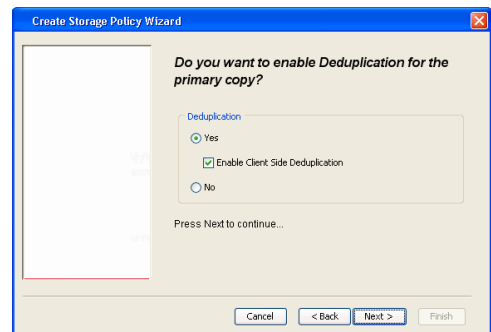 Create Storage Policy Wizard
Do you want to enable Deduplication for the
primary copy?
Deduplication
Yes
Enable Client Side Deduplication
No
Press Next to continue...
Cancel
< Back
Next >
Finish